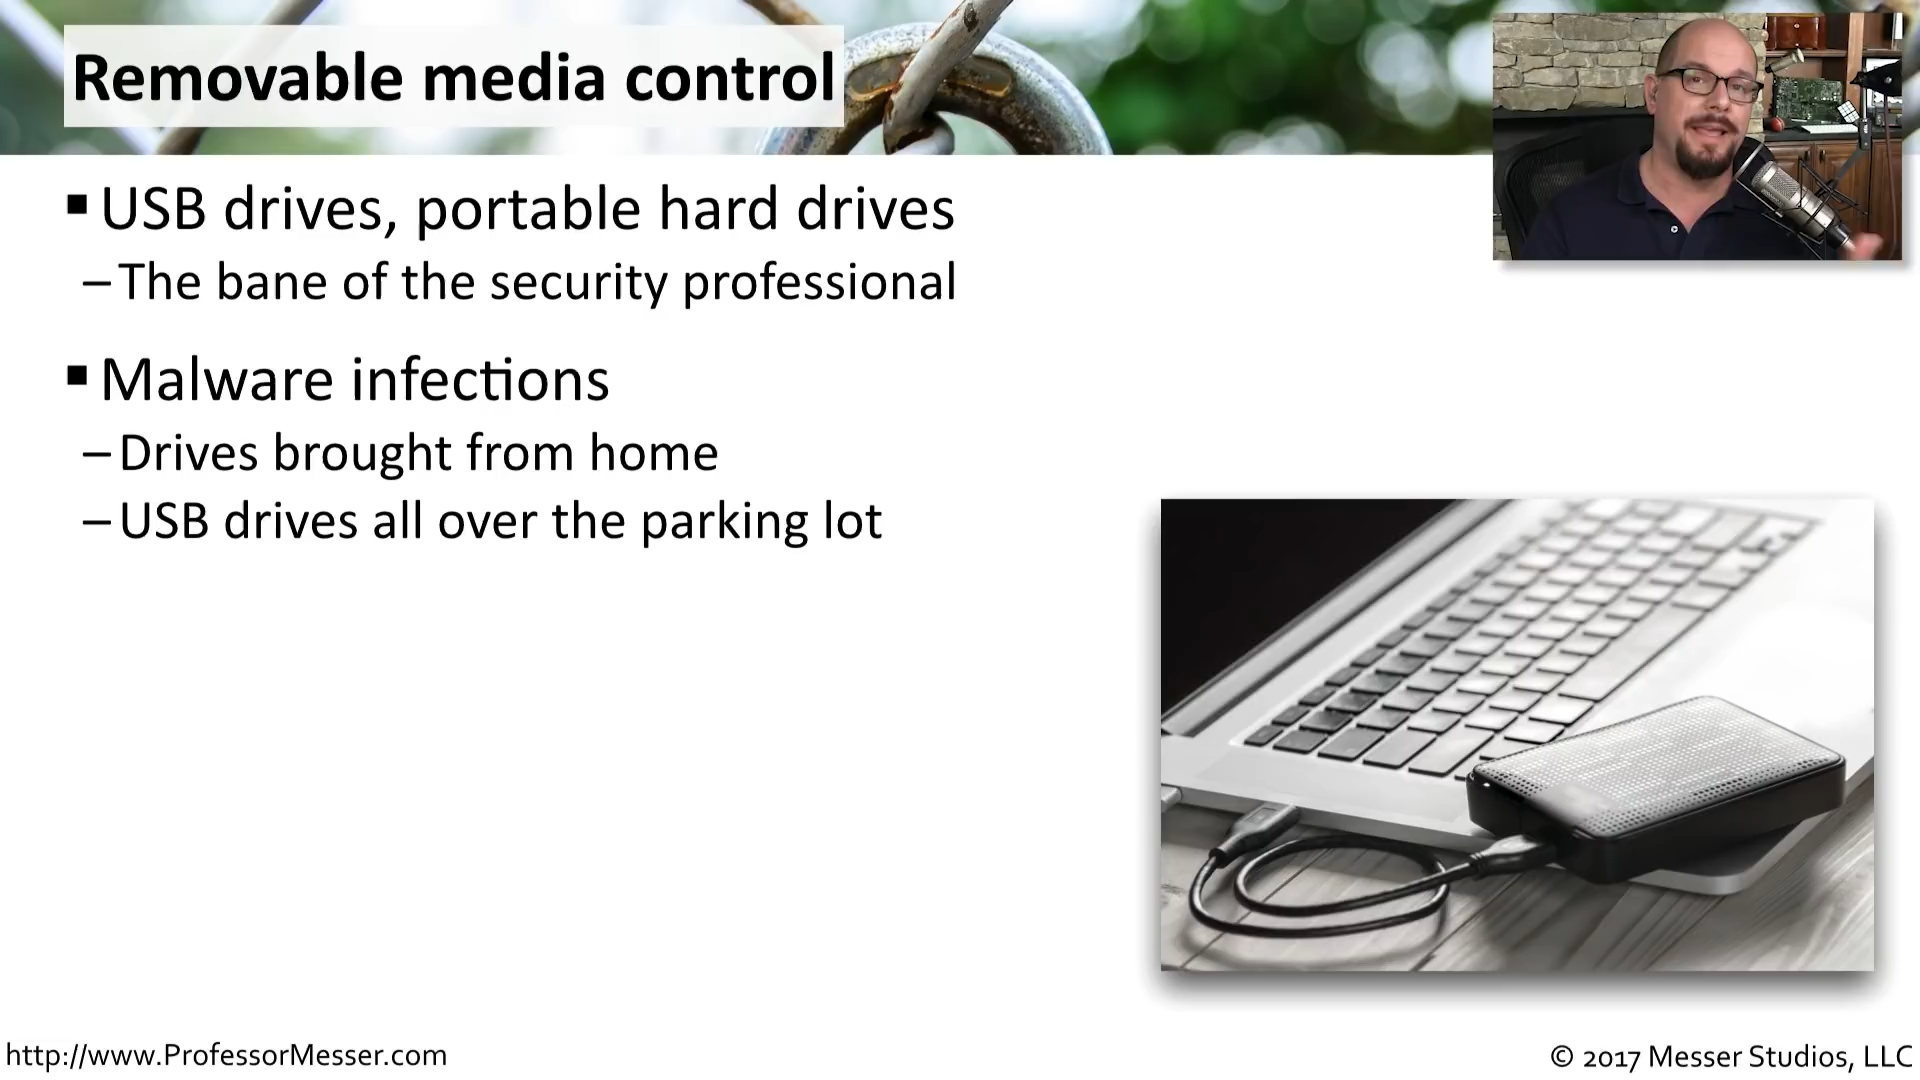 Removable media control
▪ USB drives, portable hard drives
– The bane of the security professional
▪ Malware infections
– Drives brought from home
– USB drives all over the parking lot
http://www.ProfessorMesser.com
© 2017 Messer Studios, LLC